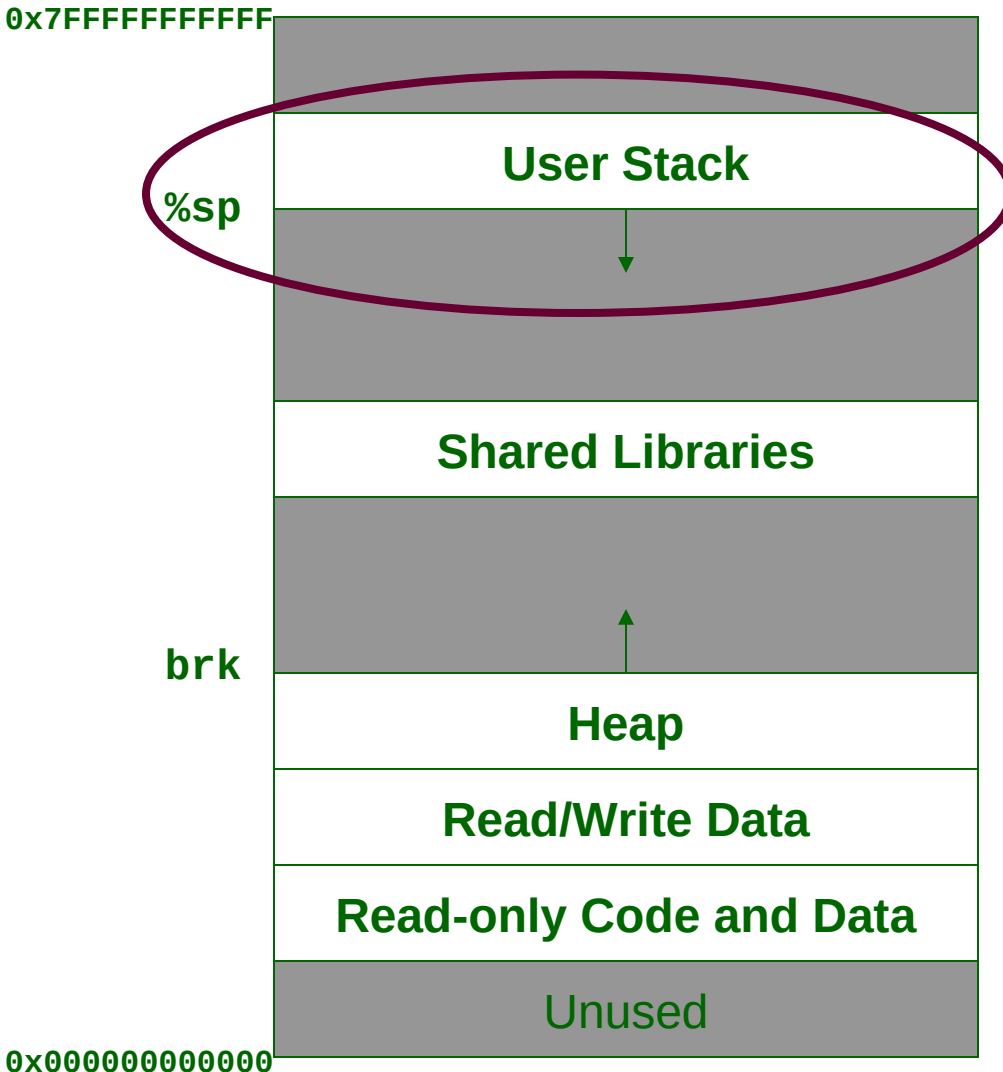 0x7FFFFFFFFFFF
User Stack
%sp
Shared Libraries
brk
Heap
Read/Write Data
Read-only Code and Data
Unused
0x000000000000